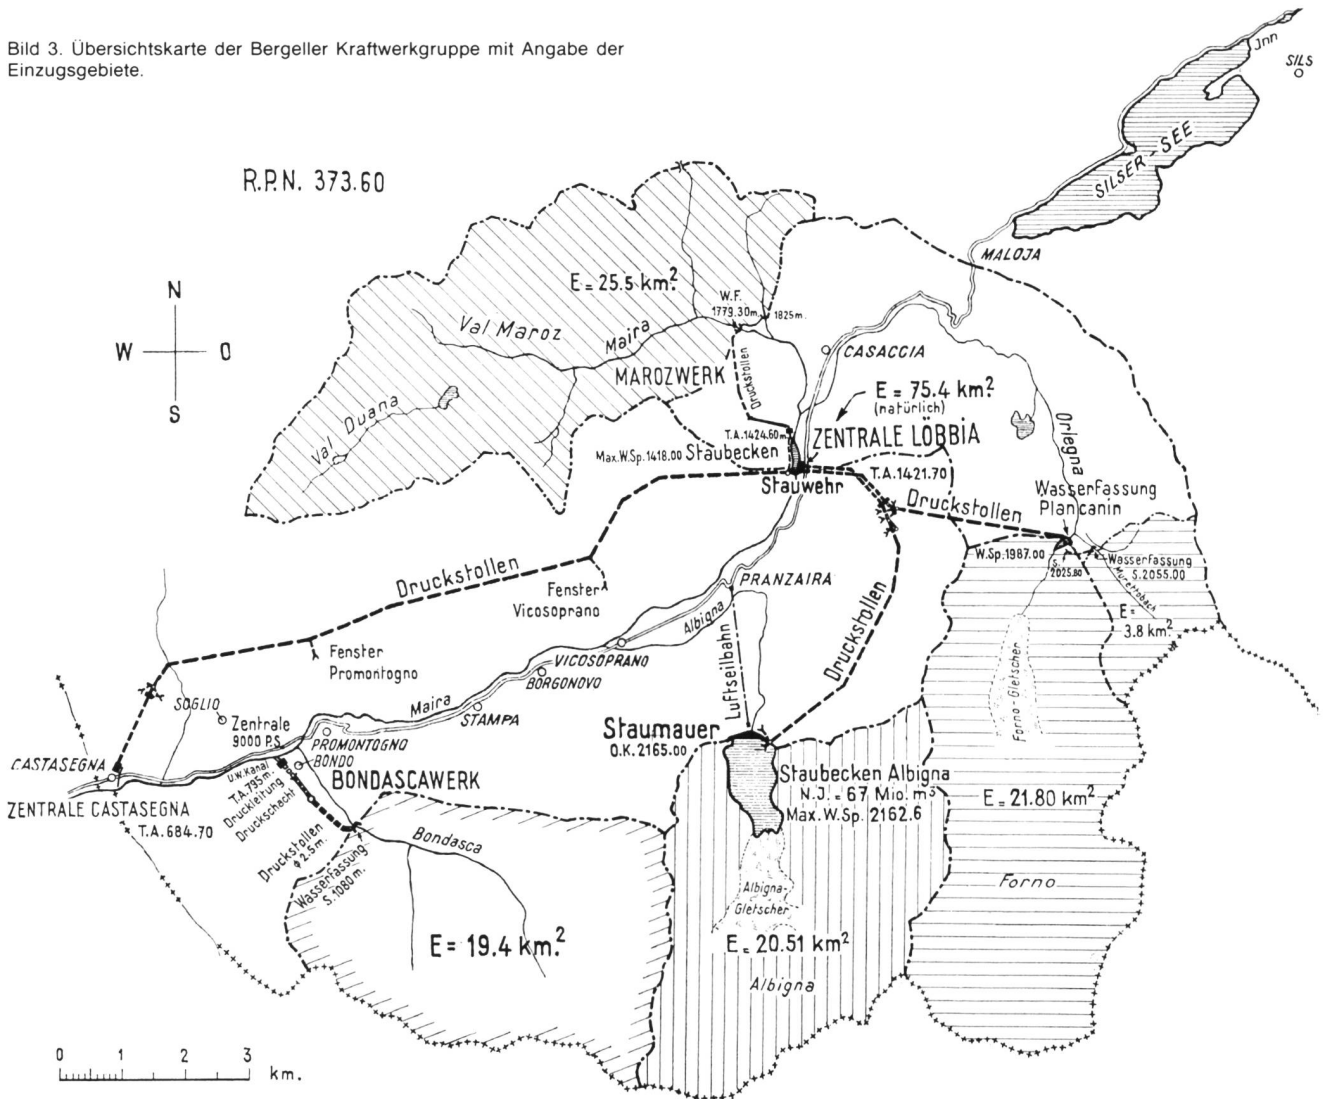 Bild 3. Übersichtskarte der Bergeller Kraftwerkgruppe mit Angabe der
Einzugsgebiete.
R.P.N. 373.60
N
W
O
S
Jnn
SILS
SILSER-SEE
MALOJA
E = 25.5 km²
W.F.
1779.30m.
1825m.
Val Maroz
Maira
MAROZWERK
Druckstollen
CASACCIA
E = 75.4 km²
(natürlich)
Val Duana
T.A.1424.60m
ZENTRALE LÖBBIA
Max.W.Sp. 1418.00 Staubecken
Stauwehr
T.A.1421.70
Orlegna
Wasserfassung
Plancanin
Druckstollen
W.Sp.1987.00
S.
2025.80
Wasserfassung
S.2055.00
Murettobach
E =
3.8 km²
Druckstollen
Fenster
Vicosoprano
PRANZAIRA
Albigna
Druckstollen
Luftseilbahn
Fenster
Promontogno
VICOSOPRANO
BORGONOVO
Forno-Gletscher
SOGLIO
Maira
STAMPA
Zentrale
9000 P.S.
PROMONTOGNO
BONDO
Staumauer
O.K. 2165.00
CASTASEGNA
U.W.Kanal
T.A. 795 m.
Druckleitung
Druckschacht
BONDASCAWERK
Staubecken Albigna
N.J. = 67 Mio. m³
Max.W.Sp. 2162.6
E = 21.80 km²
ZENTRALE CASTASEGNA
T.A. 684.70
Druckstollen
φ 2.5 m.
Wasserfassung
S. 1080 m.
Bondasca
Albigna-
Gletscher
Forno
E = 19.4 km²
E = 20.51 km²
Albigna
0 1 2 3
km.